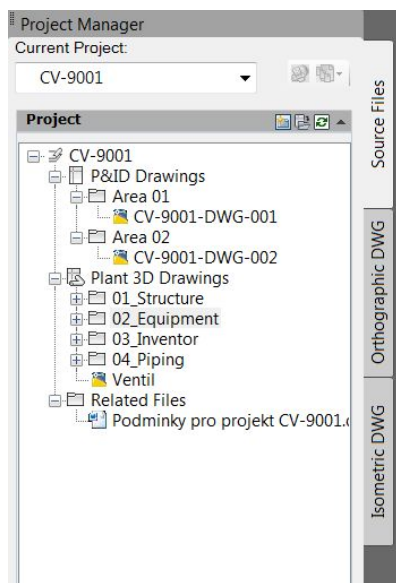 Project Manager
Current Project:
CV-9001
Project
CV-9001
P&ID Drawings
Area 01
CV-9001-DWG-001
Area 02
CV-9001-DWG-002
Plant 3D Drawings
01_Structure
02_Equipment
03_Inventor
04_Piping
Ventil
Related Files
Podminky pro projekt CV-9001.
Source Files
Orthographic DWG
Isometric DWG